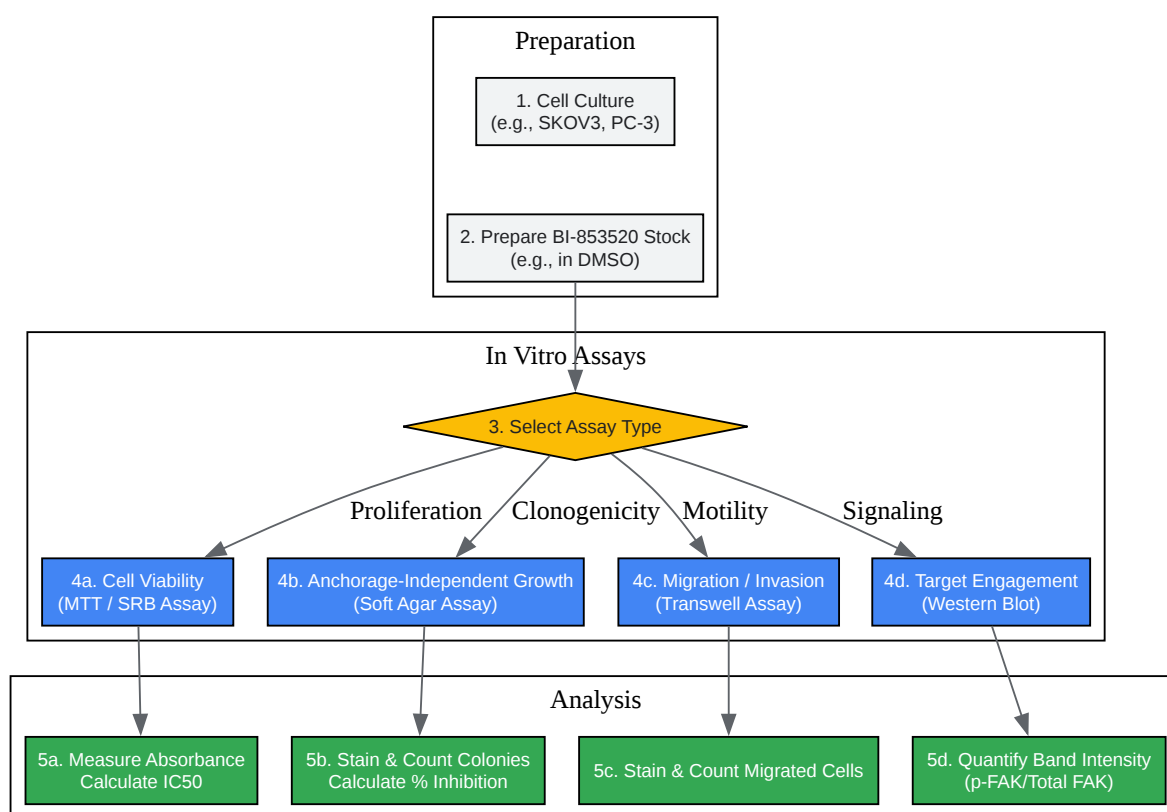 Preparation
1. Cell Culture
(e.g., SKOV3, PC-3)
2. Prepare BI-853520 Stock
(e.g., in DMSO)
In Vitro Assays
3. Select Assay Type
Proliferation
Clonogenicity
Motility
Signaling
4a. Cell Viability
(MTT / SRB Assay)
4b. Anchorage-Independent Growth
(Soft Agar Assay)
4c. Migration / Invasion
(Transwell Assay)
4d. Target Engagement
(Western Blot)
Analysis
5a. Measure Absorbance
Calculate IC50
5b. Stain & Count Colonies
Calculate % Inhibition
5c. Stain & Count Migrated Cells
5d. Quantify Band Intensity
(p-FAK/Total FAK)